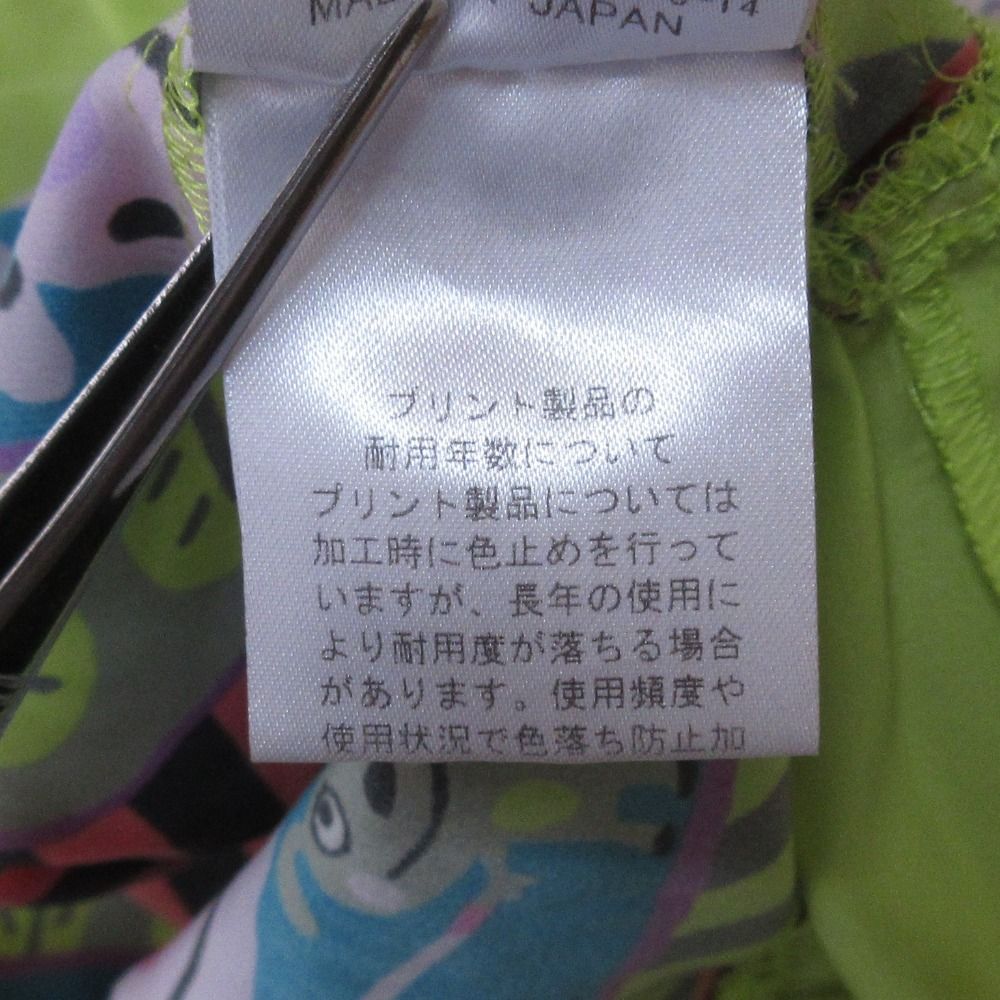 MADE
JAPAN
プリント製品の
耐用年数について
プリント製品については
加工時に色止めを行って
いますが、長年の使用に
より耐用度が落ちる場合
があります。使用頻度や
使用状況で色落ち防止加